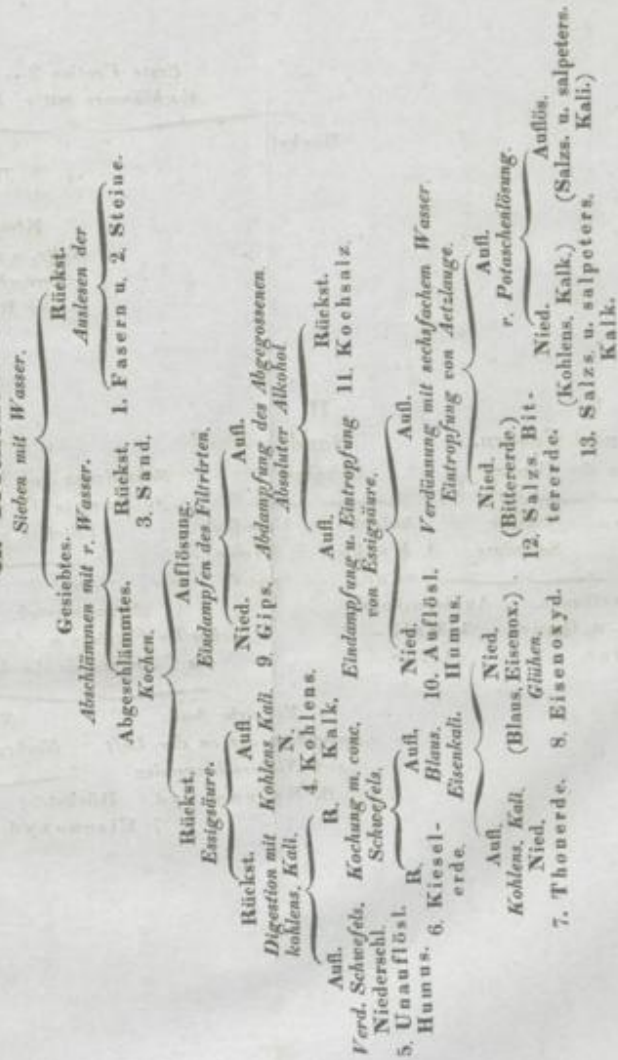 Sieben mit Wasser.
Gesiebtes. Rückst.
Abschlämmen mit r. Wasser. Auslesen der
Abgeschlämmtes. Rückst. 1. Fasern u. 2. Steine.
Kochen. 3. Sand.
Rückst. Auflösung.
Essigsäure. Eindampfen des Filtrirten.
Rückst. Aufl Nied. Aufl.
Digestion mit Kohlens. Kali. 9. Gips. Abdampfung des Abgegossenen.
kohlens. Kali. N. Absoluter Alkohol
4. Kohlens. Kalk. Aufl. Rückst.
Aufl. R. Eindampfung u. Eintropfung 11. Kochsalz.
Verd. Schwefels. Kochung m. conc. von Essigsäure.
Niederschl. Schwefels.
5. Unauflösl. R. Aufl. Nied. Aufl.
Humus. 6. Kiesel- Blaus. 10. Auflösl. Verdünnung mit sechsfachem Wasser.
erde. Eisenkali. Humus. Eintropfung von Aetzlauge.
Aufl. Nied. Nied. Aufl.
Kohlens. Kali. (Blaus. Eisenox.) (Bittererde.) r. Potaschenlösung.
Nied. Glühen. 12. Salzs. Bit-
7. Thonerde. 8. Eisenoxyd. tererde. Nied. Auflös.
(Kohlens. Kalk.) (Salzs. u. salpeters.
13. Salzs. u. salpeters. Kali.)
Kalk.